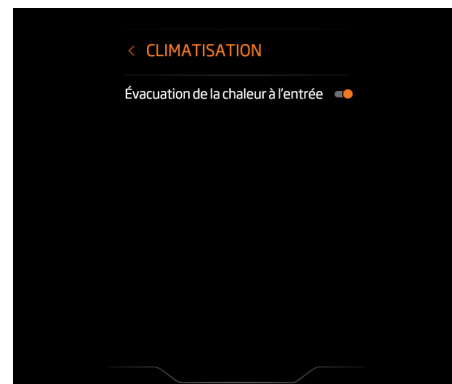 < CLIMATISATION
Évacuation de la chaleur à l'entrée